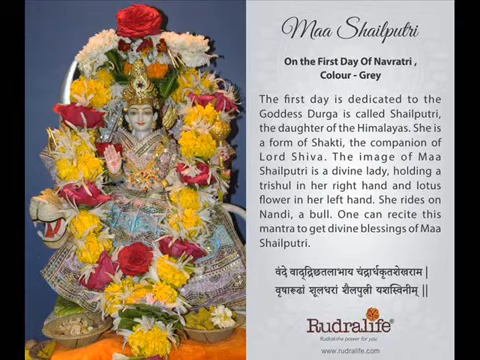 Maa Shailputri
On the First Day Of Navratri ,
Colour - Grey
The first day is dedicated to the
Goddess Durga is called Shailputri,
the daughter of the Himalayas. She is
a form of Shakti, the companion of
Lord Shiva. The image of Maa
Shailputri is a divine lady, holding a
trishul in her right hand and lotus
flower in her left hand. She rides on
Nandi, a bull. One can recite this
mantra to get divine blessings of Maa
Shailputri.
वंदे वाद्द्रिछतलाभाय चंद्रार्धकृतशेखराम |
वृषारूढां शूलधरां शैलपुत्री यशस्विनीम् ||
Rudralife®
Rudralife the power for you
www.rudralife.com